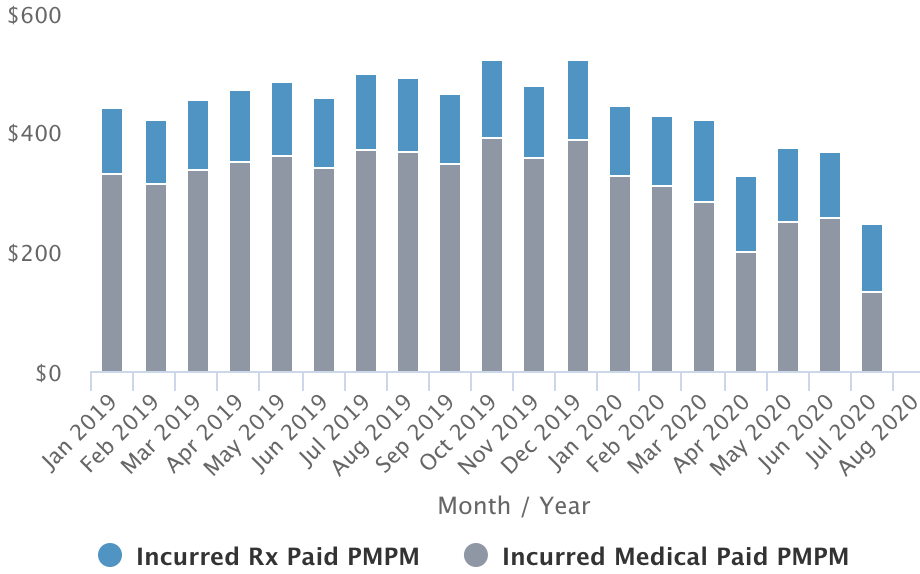 $600
$400
$200
$0
Jan 2019
Feb 2019
Mar 2019
Apr 2019
May 2019
Jun 2019
Jul 2019
Aug 2019
Sep 2019
Oct 2019
Nov 2019
Dec 2019
Jan 2020
Feb 2020
Mar 2020
Apr 2020
May 2020
Jun 2020
Jul 2020
Aug 2020
Month / Year
Incurred Rx Paid PMPM
Incurred Medical Paid PMPM